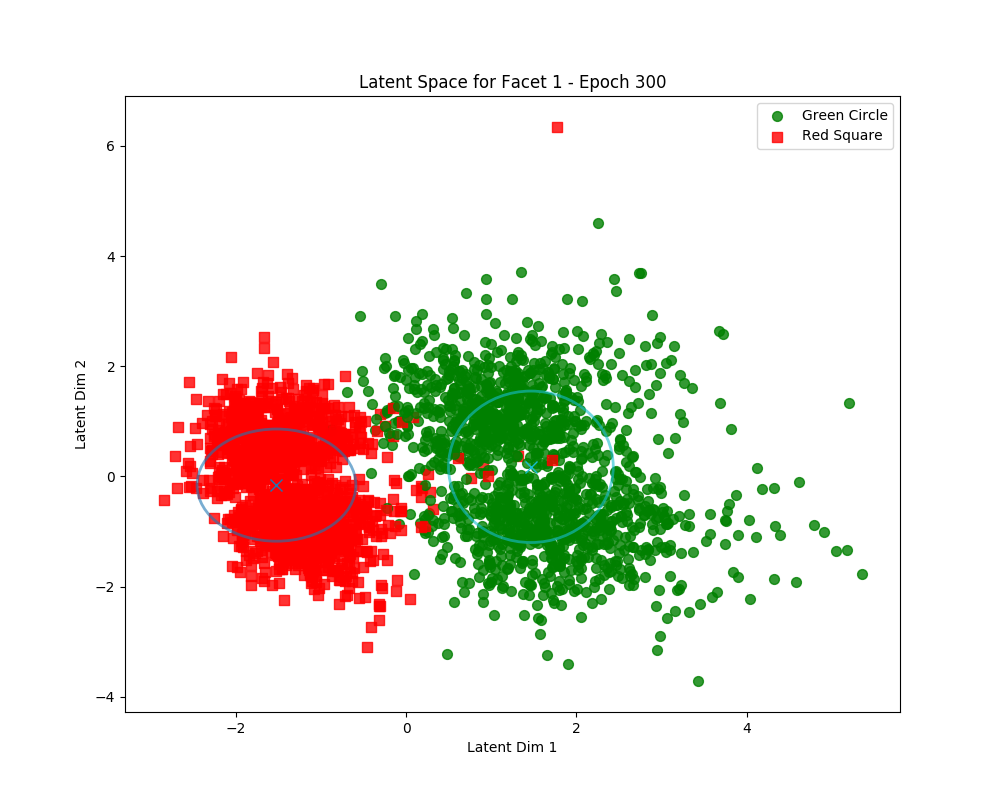 Latent Space for Facet 1 - Epoch 300
Green Circle
Red Square
Latent Dim 2
6
4
2
0
−2
−4
−2
0
2
4
Latent Dim 1